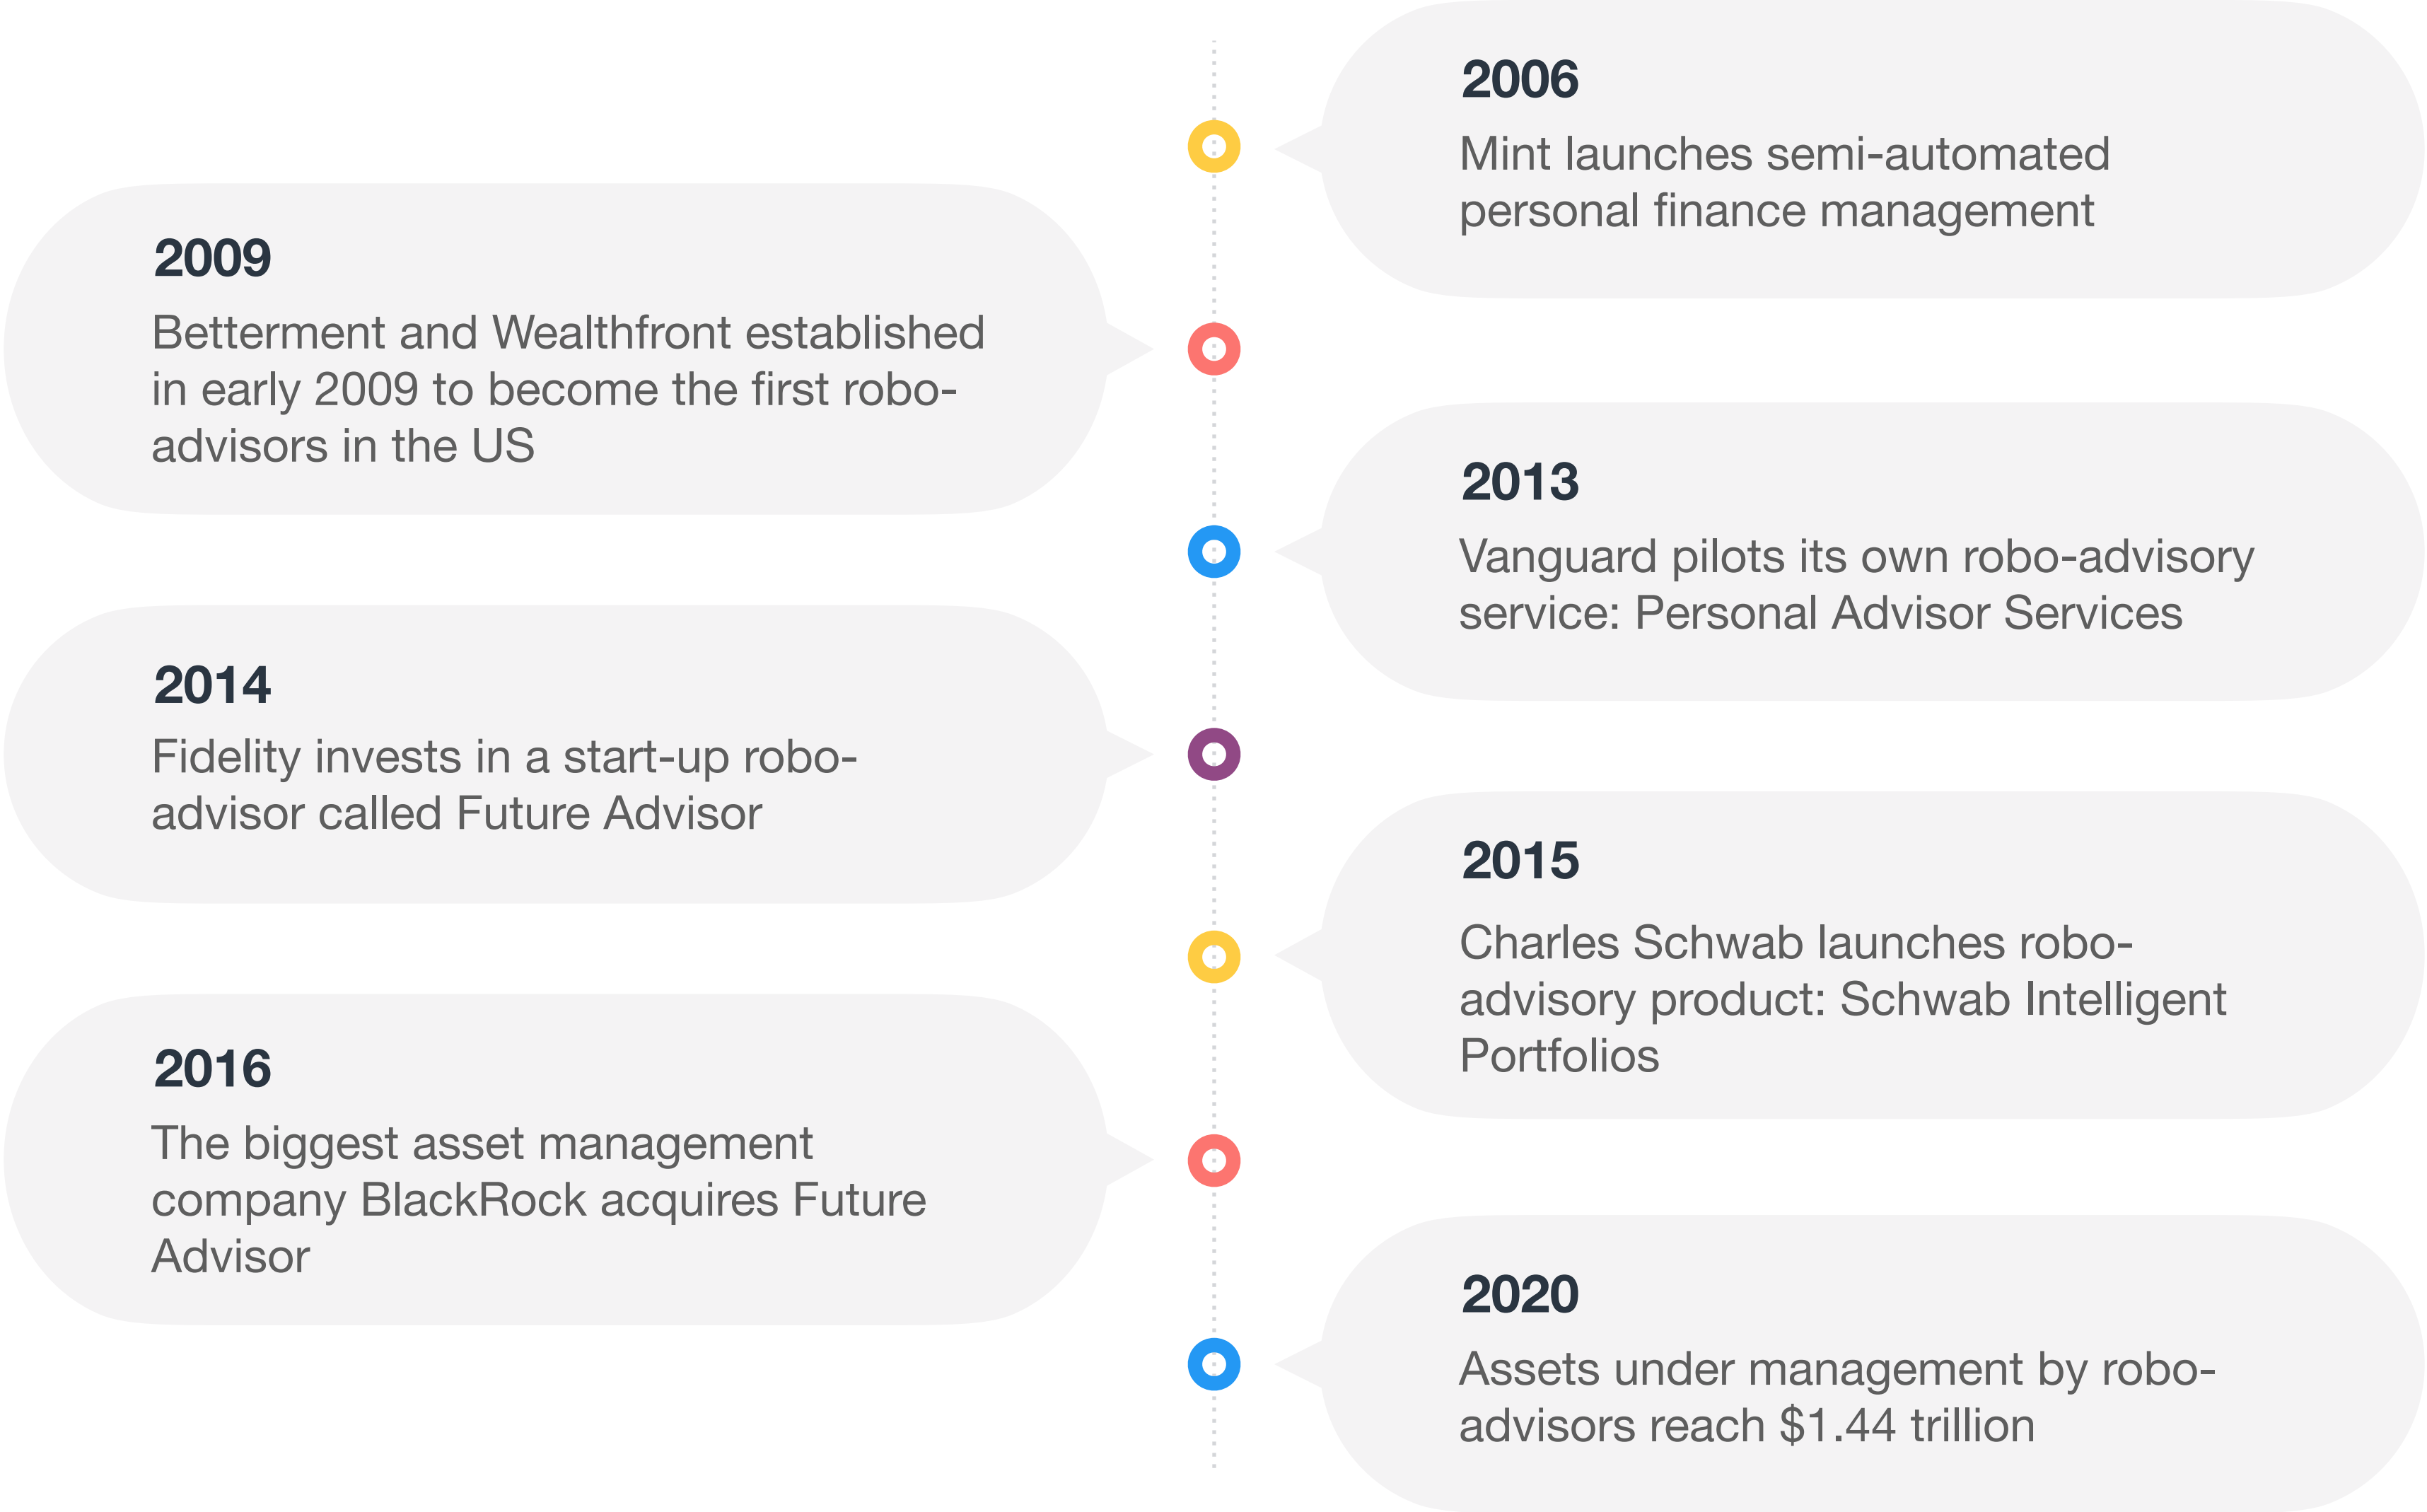 2006
Mint launches semi-automated
personal finance management
2009
Betterment and Wealthfront established
in early 2009 to become the first robo-
advisors in the US
2013
Vanguard pilots its own robo-advisory
service: Personal Advisor Services
2014
Fidelity invests in a start-up robo-
advisor called Future Advisor
2015
Charles Schwab launches robo-
advisory product: Schwab Intelligent
Portfolios
2016
The biggest asset management
company BlackRock acquires Future
Advisor
2020
Assets under management by robo-
advisors reach $1.44 trillion